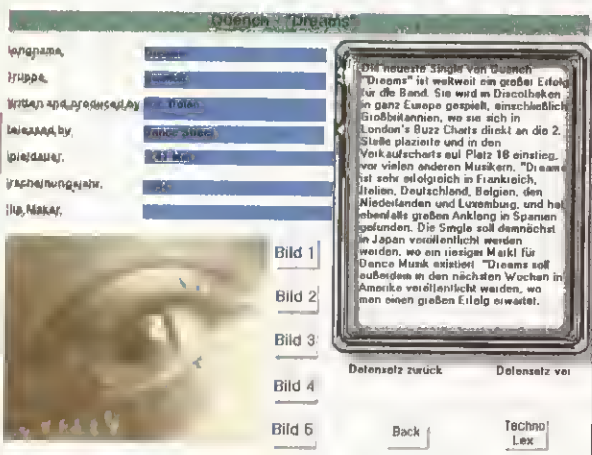 Quench - "Dreams"
Songname,
Gruppe,
Written and produced by
Released by,
Spieldauer,
Erscheinungsjahr,
Clip Maker,
Die neueste Single von Quench
"Dreams" ist weltweit ein großer Erfolg
für die Band. Sie wird in Discotheken
in ganz Europa gespielt, einschließlich
Großbritannien, wo sie sich in
London's Buzz Charts direkt an die 2.
Stelle plazierte und in den
Verkaufscharts auf Platz 18 einstieg.
vor vielen anderen Musikern. "Dreams
ist sehr erfolgreich in Frankreich,
Italien, Deutschland, Belgien, den
Niederlanden und Luxemburg, und hat
ebenfalls großen Anklang in Spanien
gefunden. Die Single soll demnächst
in Japan veröffentlicht werden
werden, wo ein riesiger Markt für
Dance Musik existiert "Dreams soll
außerdem in den nächsten Wochen in
Amerika veröffentlicht werden, wo
man einen großen Erfolg erwartet.
Bild 1
Bild 2
Bild 3
Bild 4
Bild 5
Datensatz zurück
Datensatz vor
Back
Techno
Lex